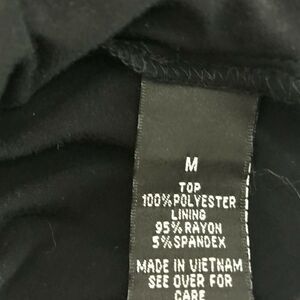 M
TOP
100%POLYESTER
LINING
95%RAYON
5%SPANDEX
MADE IN VIETNAM
SEE OVER FOR
CARE